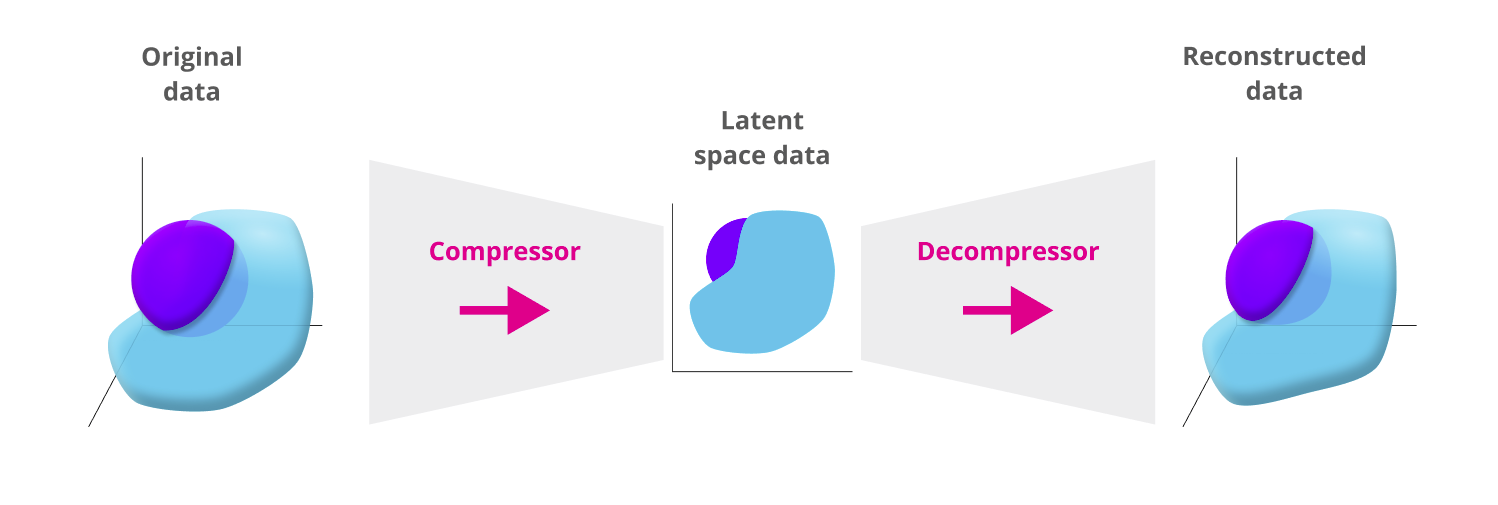 Original
data
Compressor
Latent
space data
Decompressor
Reconstructed
data